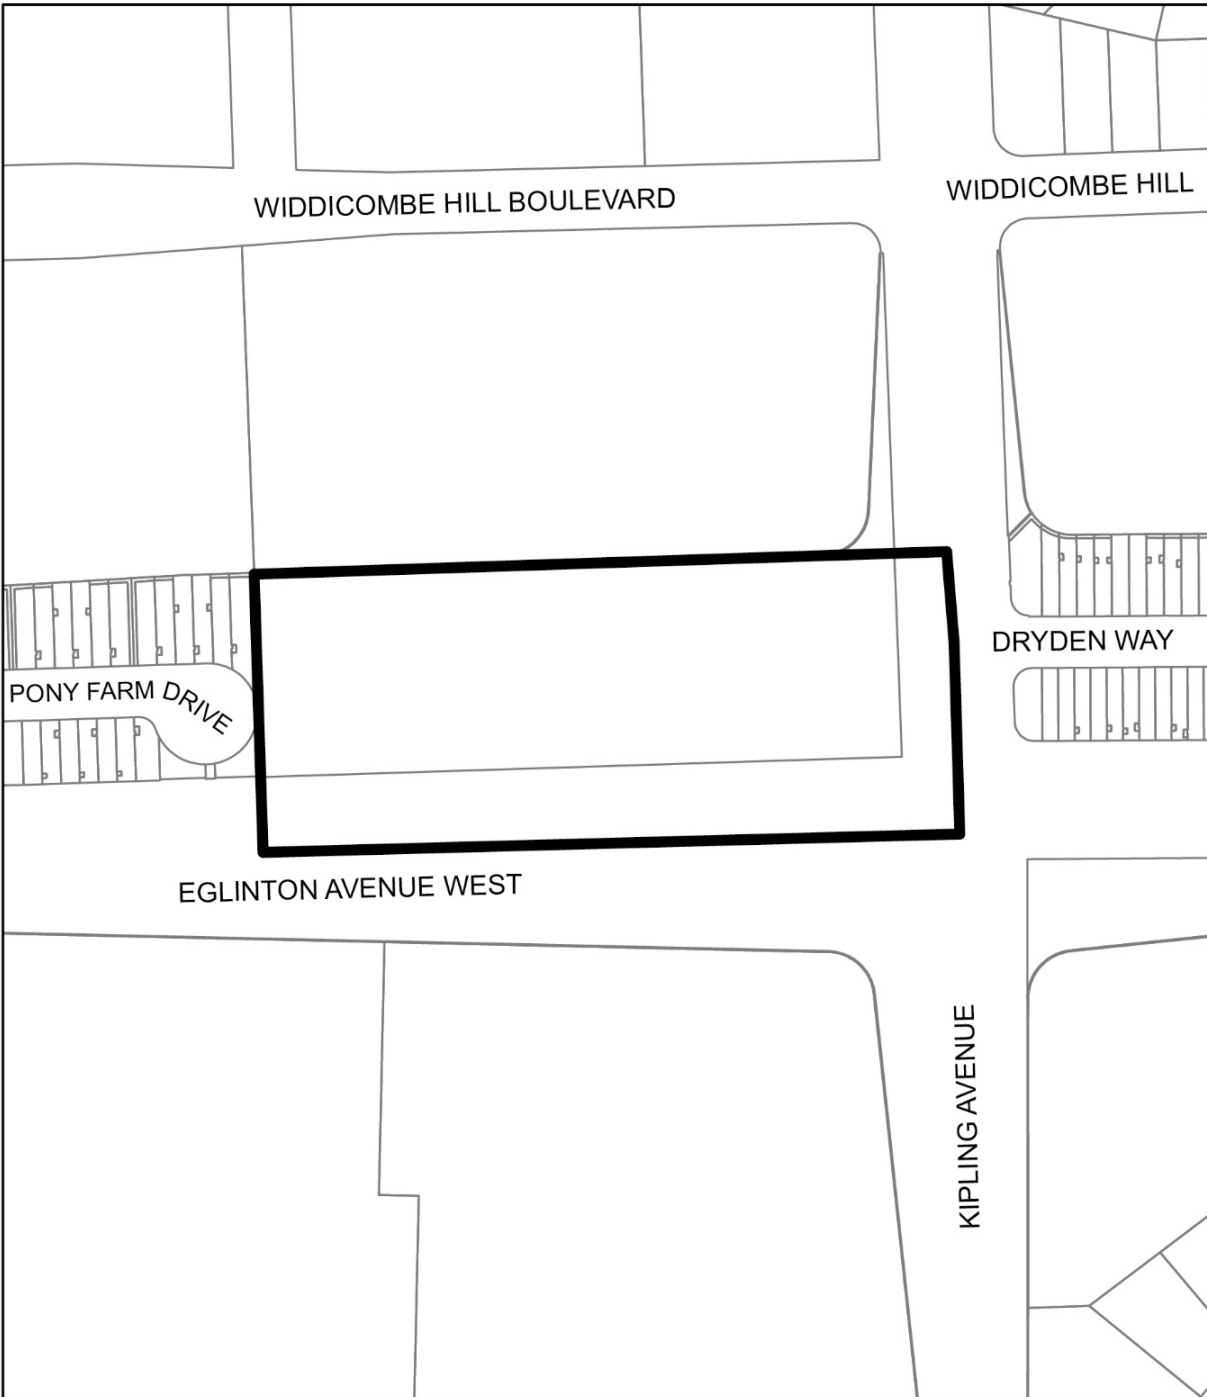 WIDDICOMBE HILL BOULEVARD
WIDDICOMBE HILL
DRYDEN WAY
PONY FARM DRIVE
EGLINTON AVENUE WEST
KIPLING AVENUE